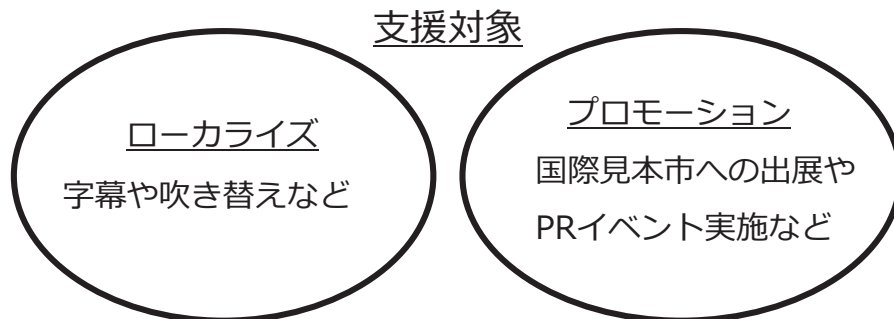 支援対象
ローカライズ
字幕や吹き替えなど
プロモーション
国際見本市への出展や
PRイベント実施など